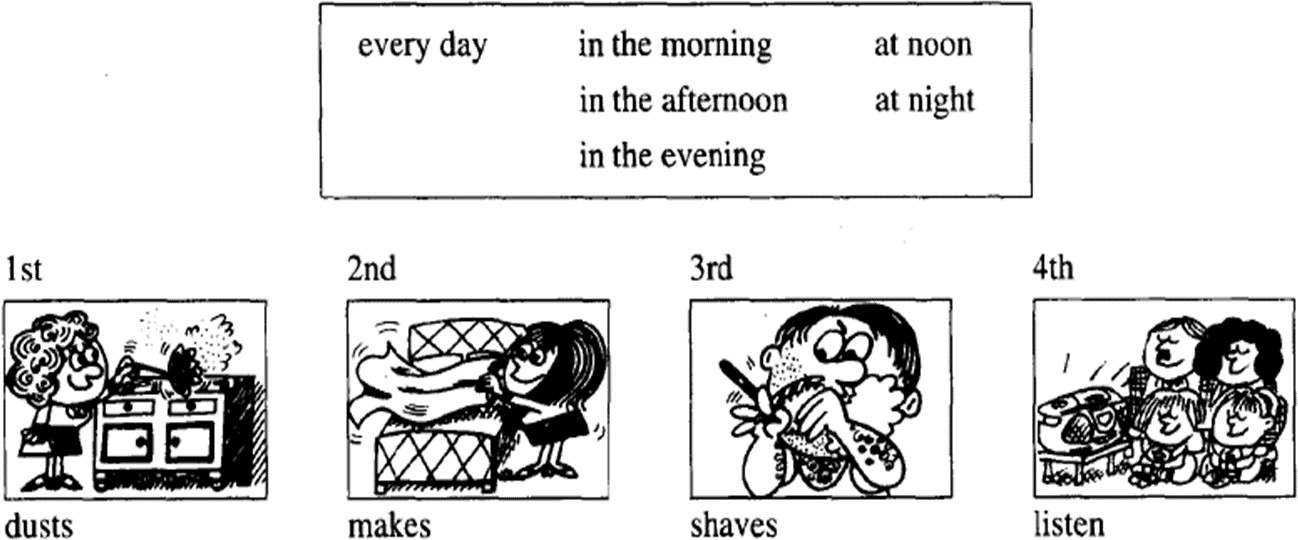 every day in the morning at noon
in the afternoon at night
in the evening
1st 2nd 3rd 4th
dusts makes shaves listen